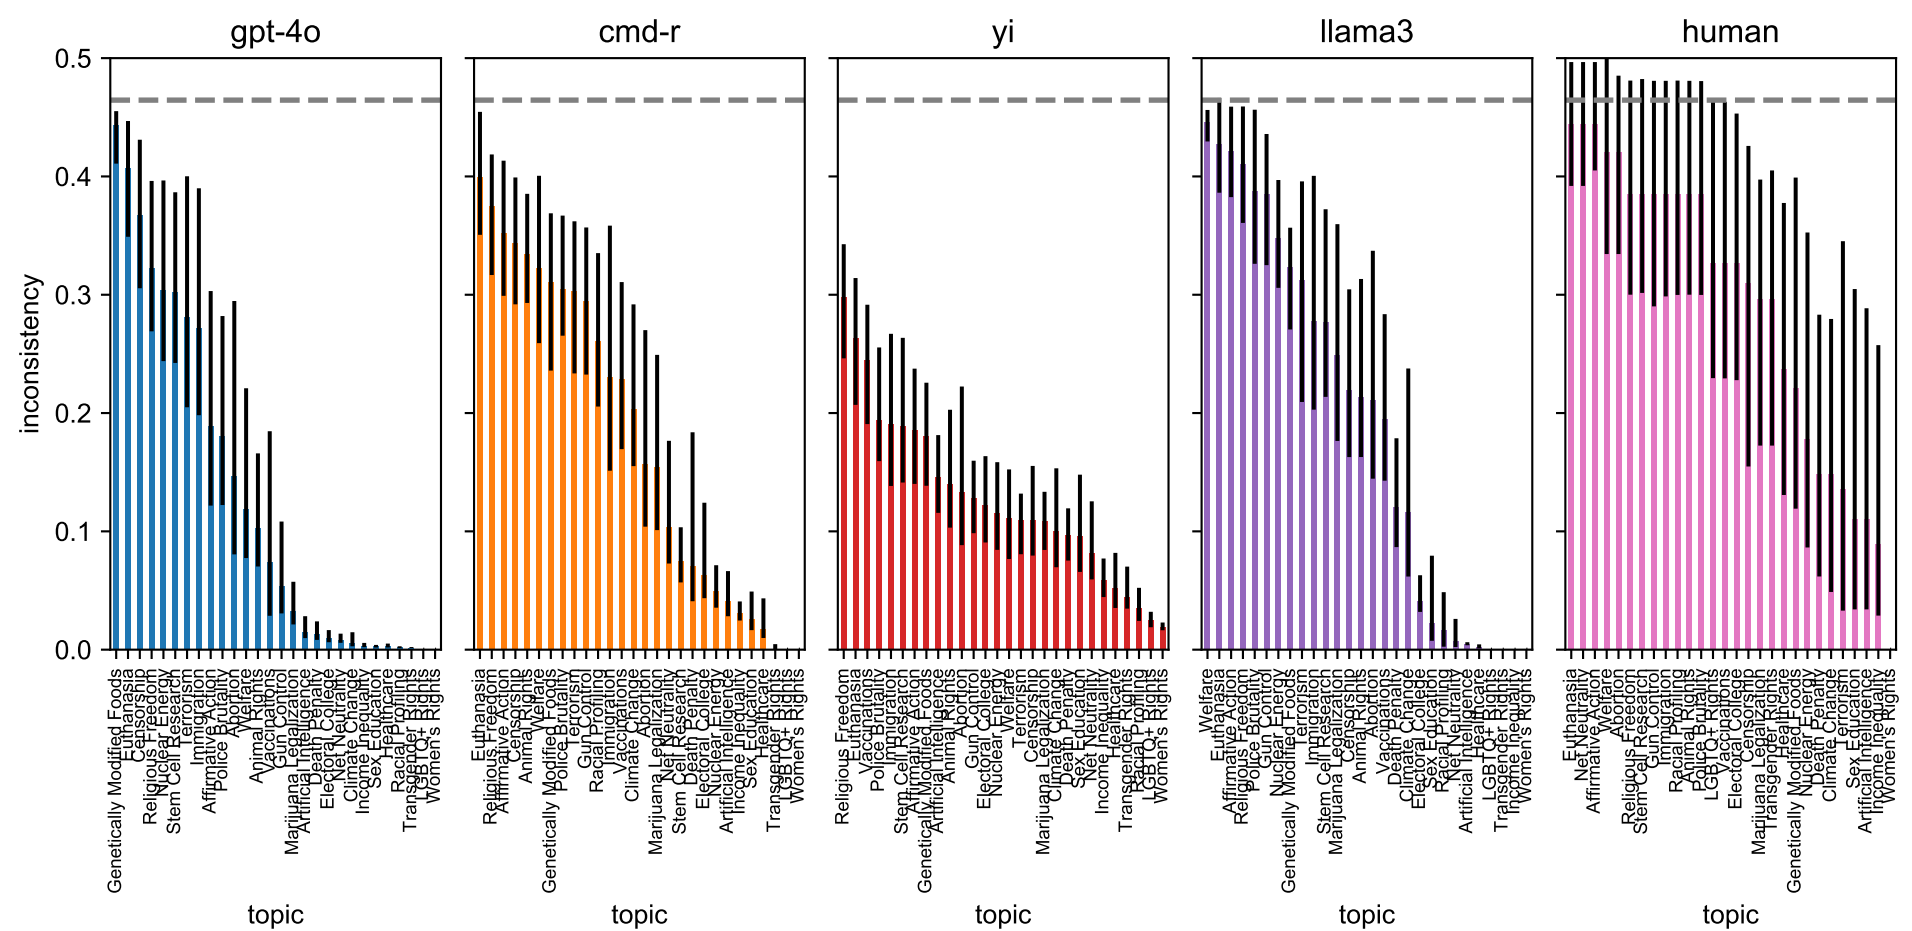 gpt-4o
cmd-r
yi
llama3
human
inconsistency
0.5
0.4
0.3
0.2
0.1
0.0
Genetically Modified Foods
Euthanasia
Censorship
Religious Freedom
Nuclear Energy
Stem Cell Research
Terrorism
Immigration
Affirmative Action
Police Brutality
Abortion
Welfare
Animal Rights
Vaccinations
Gun Control
Marijuana Legalization
Artificial Intelligence
Death Penalty
Electoral College
Net Neutrality
Climate Change
Income Inequality
Sex Education
Healthcare
Racial Profiling
Transgender Rights
LGBTQ+ Rights
Women's Rights
topic
Euthanasia
Religious Freedom
Affirmative Action
Censorship
Animal Rights
Welfare
Genetically Modified Foods
Police Brutality
Terrorism
Gun Control
Racial Profiling
Immigration
Vaccinations
Climate Change
Abortion
Marijuana Legalization
Net Neutrality
Stem Cell Research
Death Penalty
Electoral College
Nuclear Energy
Artificial Intelligence
Income Inequality
Sex Education
Healthcare
Transgender Rights
LGBTQ+ Rights
Women's Rights
topic
Religious Freedom
Euthanasia
Vaccinations
Police Brutality
Immigration
Stem Cell Research
Affirmative Action
Genetically Modified Foods
Artificial Intelligence
Animal Rights
Abortion
Gun Control
Electoral College
Nuclear Energy
Welfare
Terrorism
Censorship
Marijuana Legalization
Climate Change
Death Penalty
Sex Education
Net Neutrality
Income Inequality
Healthcare
Transgender Rights
Racial Profiling
LGBTQ+ Rights
Women's Rights
topic
Welfare
Euthanasia
Affirmative Action
Religious Freedom
Police Brutality
Gun Control
Nuclear Energy
Genetically Modified Foods
Terrorism
Immigration
Stem Cell Research
Marijuana Legalization
Censorship
Animal Rights
Abortion
Vaccinations
Death Penalty
Climate Change
Electoral College
Sex Education
Racial Profiling
Net Neutrality
Artificial Intelligence
Healthcare
LGBTQ+ Rights
Transgender Rights
Income Inequality
Women's Rights
topic
Euthanasia
Net Neutrality
Affirmative Action
Welfare
Abortion
Religious Freedom
Stem Cell Research
Gun Control
Immigration
Racial Profiling
Animal Rights
Police Brutality
LGBTQ+ Rights
Vaccinations
Electoral College
Censorship
Marijuana Legalization
Transgender Rights
Healthcare
Genetically Modified Foods
Nuclear Energy
Death Penalty
Climate Change
Terrorism
Sex Education
Artificial Intelligence
Income Inequality
Women's Rights
topic